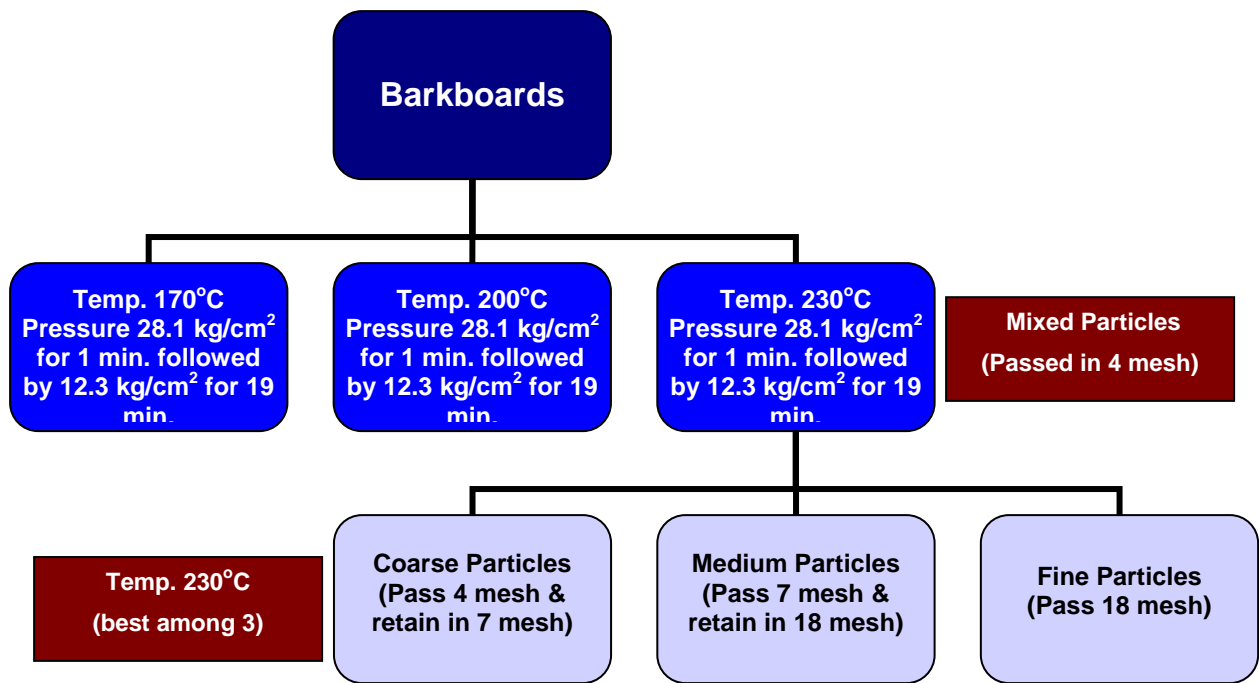 Barkboards
Temp. 170°C
Pressure 28.1 kg/cm²
for 1 min. followed
by 12.3 kg/cm² for 19
min.
Temp. 200°C
Pressure 28.1 kg/cm²
for 1 min. followed
by 12.3 kg/cm² for 19
min.
Temp. 230°C
Pressure 28.1 kg/cm²
for 1 min. followed
by 12.3 kg/cm² for 19
min.
Mixed Particles
(Passed in 4 mesh)
Temp. 230°C
(best among 3)
Coarse Particles
(Pass 4 mesh &
retain in 7 mesh)
Medium Particles
(Pass 7 mesh &
retain in 18 mesh)
Fine Particles
(Pass 18 mesh)